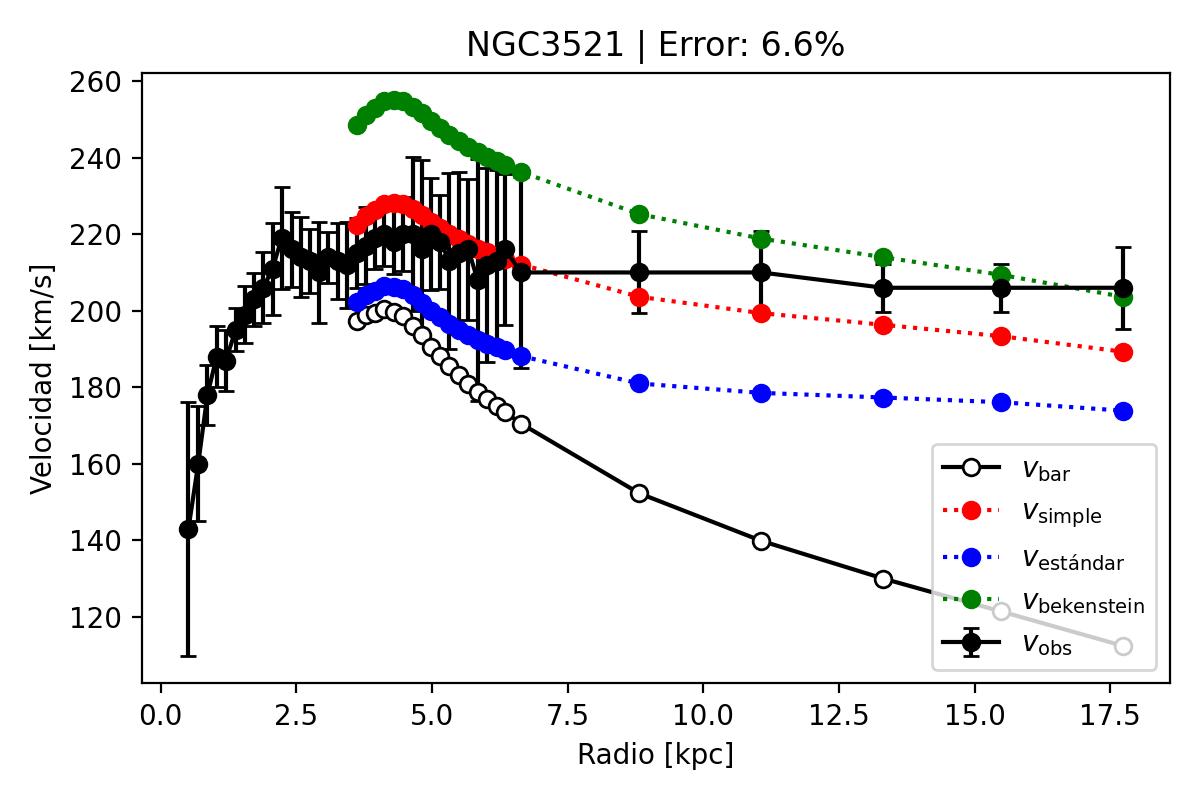 NGC3521 | Error: 6.6%
Velocidad [km/s]
260
240
220
200
180
160
140
120
0.0 2.5 5.0 7.5 10.0 12.5 15.0 17.5
Radio [kpc]
v_bar
v_simple
v_estándar
v_bekenstein
v_obs